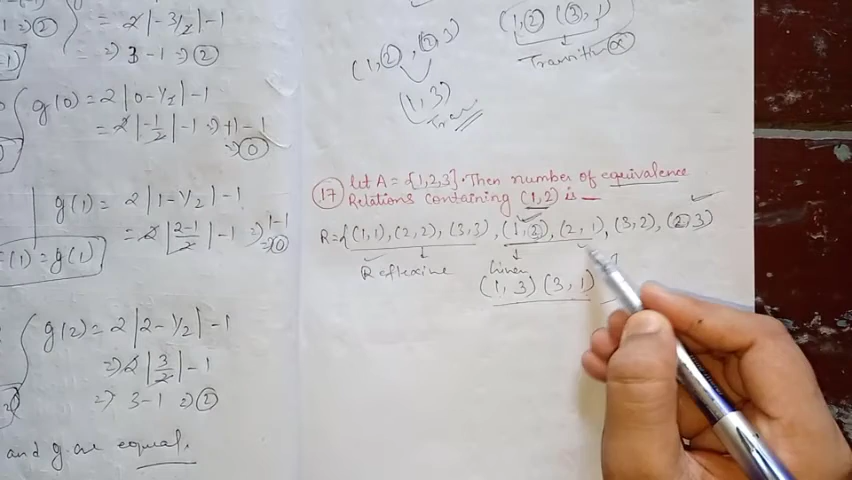 = 2|-3/2|-1
=> 3-1 => 2
g(0) = 2|0-1/2|-1
= 2|-1/2|-1 => +1-1
=> 0
g(1) = 2|1-1/2|-1
= 2|2-1/2|-1 => 1-1
=> 0
(1) = g(1)
g(2) = 2|2-1/2|-1
=> 2|3/2|-1
=> 3-1 => 2
and g are equal.
(1,2) (3,1)
(1,2), (2,3)
(1,3)
17 let A = {1,2,3}. Then number of equivalence
Relations containing (1,2) is —
R={(1,1),(2,2),(3,3),(1,2),(2,1),(3,2),(2,3)
Reflexive Given
(1,3) (3,1)